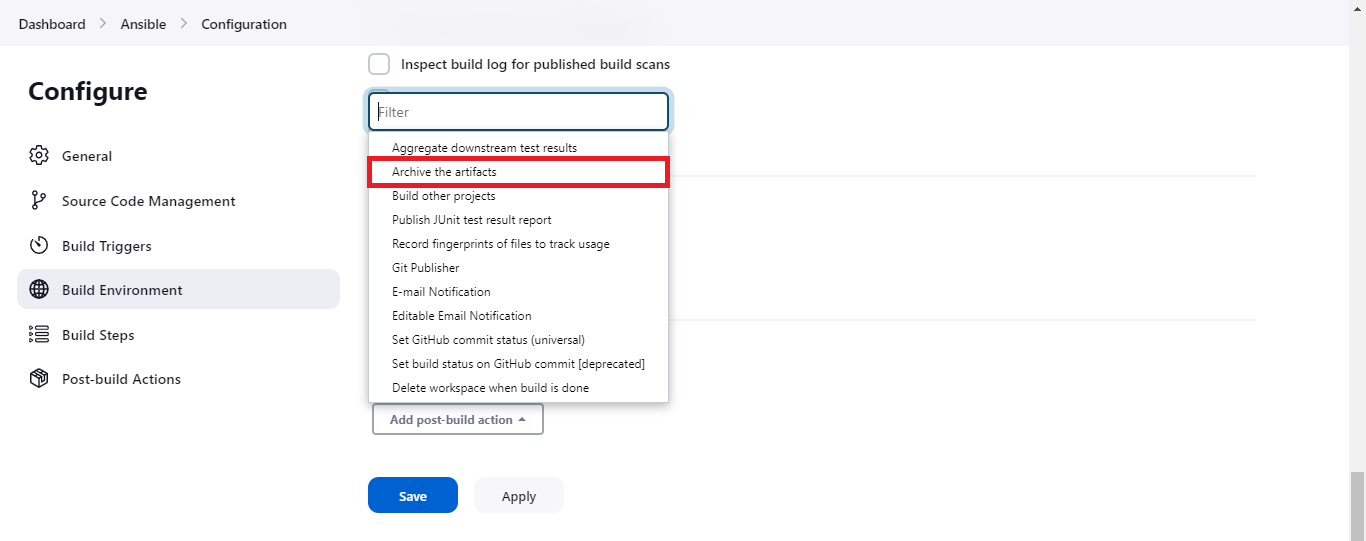 Dashboard > Ansible > Configuration
Configure
General
Source Code Management
Build Triggers
Build Environment
Build Steps
Post-build Actions
Inspect build log for published build scans
Filter
Aggregate downstream test results
Archive the artifacts
Build other projects
Publish JUnit test result report
Record fingerprints of files to track usage
Git Publisher
E-mail Notification
Editable Email Notification
Set GitHub commit status (universal)
Set build status on GitHub commit [deprecated]
Delete workspace when build is done
Add post-build action
Save Apply